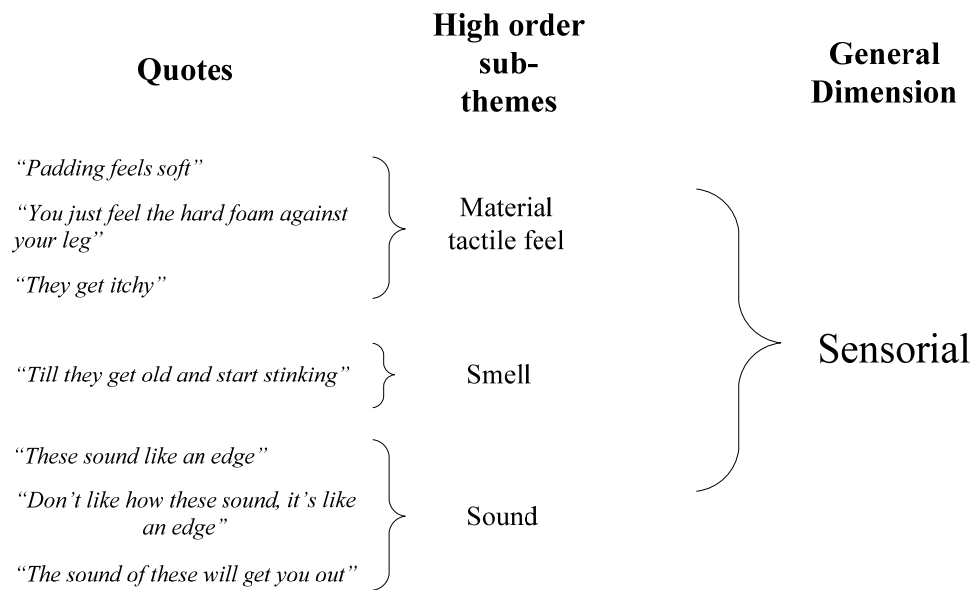 Quotes
High order
sub-
themes
General
Dimension
“Padding feels soft”
“You just feel the hard foam against
your leg”
“They get itchy”
Material
tactile feel
“Till they get old and start stinking”
Smell
“These sound like an edge”
“Don’t like how these sound, it’s like
an edge”
“The sound of these will get you out”
Sound
Sensorial